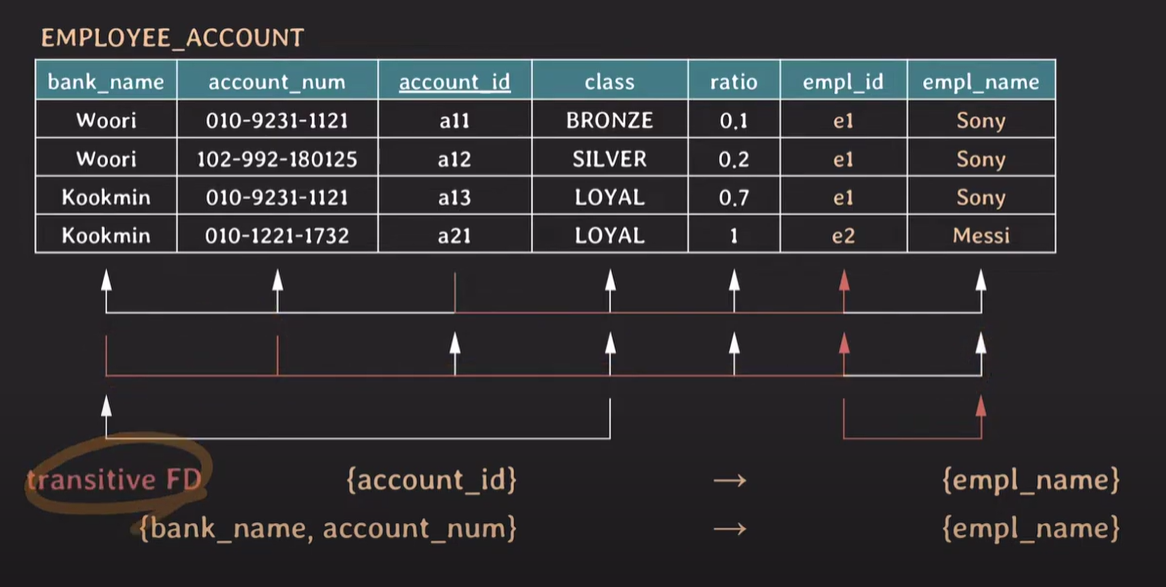 EMPLOYEE_ACCOUNT
bank_name account_num account_id class ratio empl_id empl_name
Woori 010-9231-1121 a11 BRONZE 0.1 e1 Sony
Woori 102-992-180125 a12 SILVER 0.2 e1 Sony
Kookmin 010-9231-1121 a13 LOYAL 0.7 e1 Sony
Kookmin 010-1221-1732 a21 LOYAL 1 e2 Messi
transitive FD {account_id} → {empl_name}
{bank_name, account_num} → {empl_name}